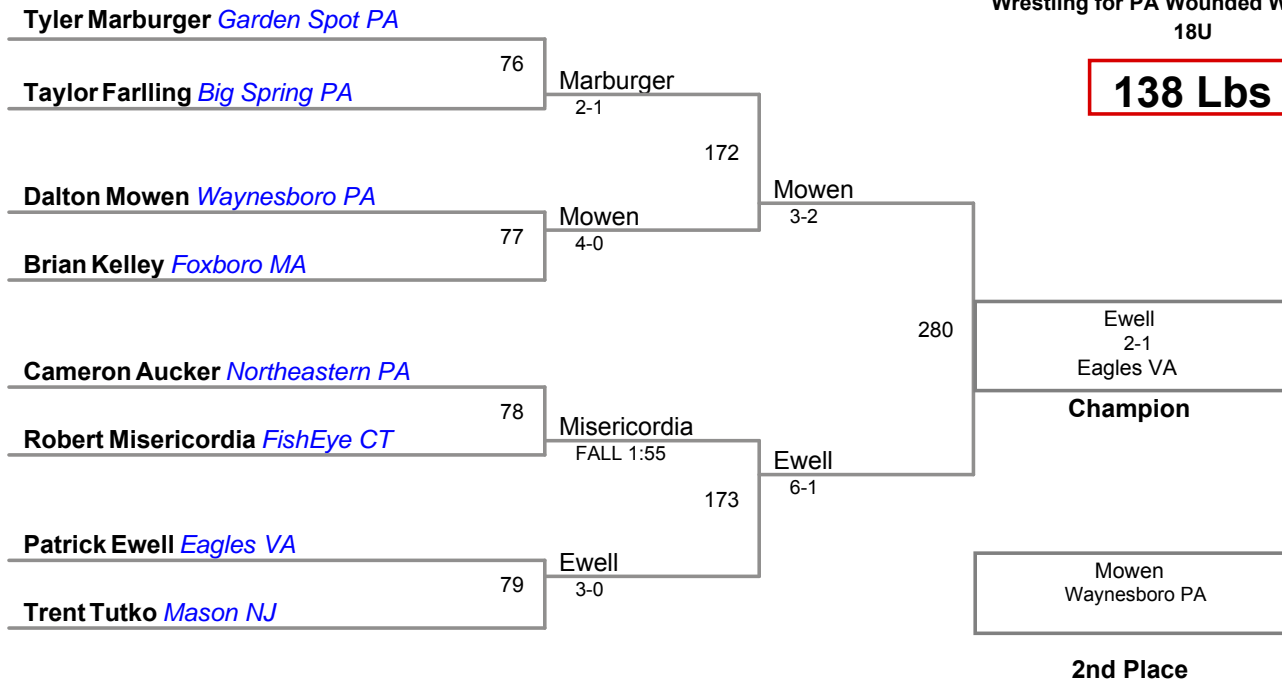 Wrestling for PA Wounded W
18U
138 Lbs
Tyler Marburger Garden Spot PA
76
Taylor Farlling Big Spring PA
Marburger
2-1
172
Dalton Mowen Waynesboro PA
77
Brian Kelley Foxboro MA
Mowen
4-0
Mowen
3-2
280
Cameron Aucker Northeastern PA
78
Robert Misericordia FishEye CT
Misericordia
FALL 1:55
173
Patrick Ewell Eagles VA
79
Trent Tutko Mason NJ
Ewell
3-0
Ewell
6-1
Ewell
2-1
Eagles VA
Champion
Mowen
Waynesboro PA
2nd Place